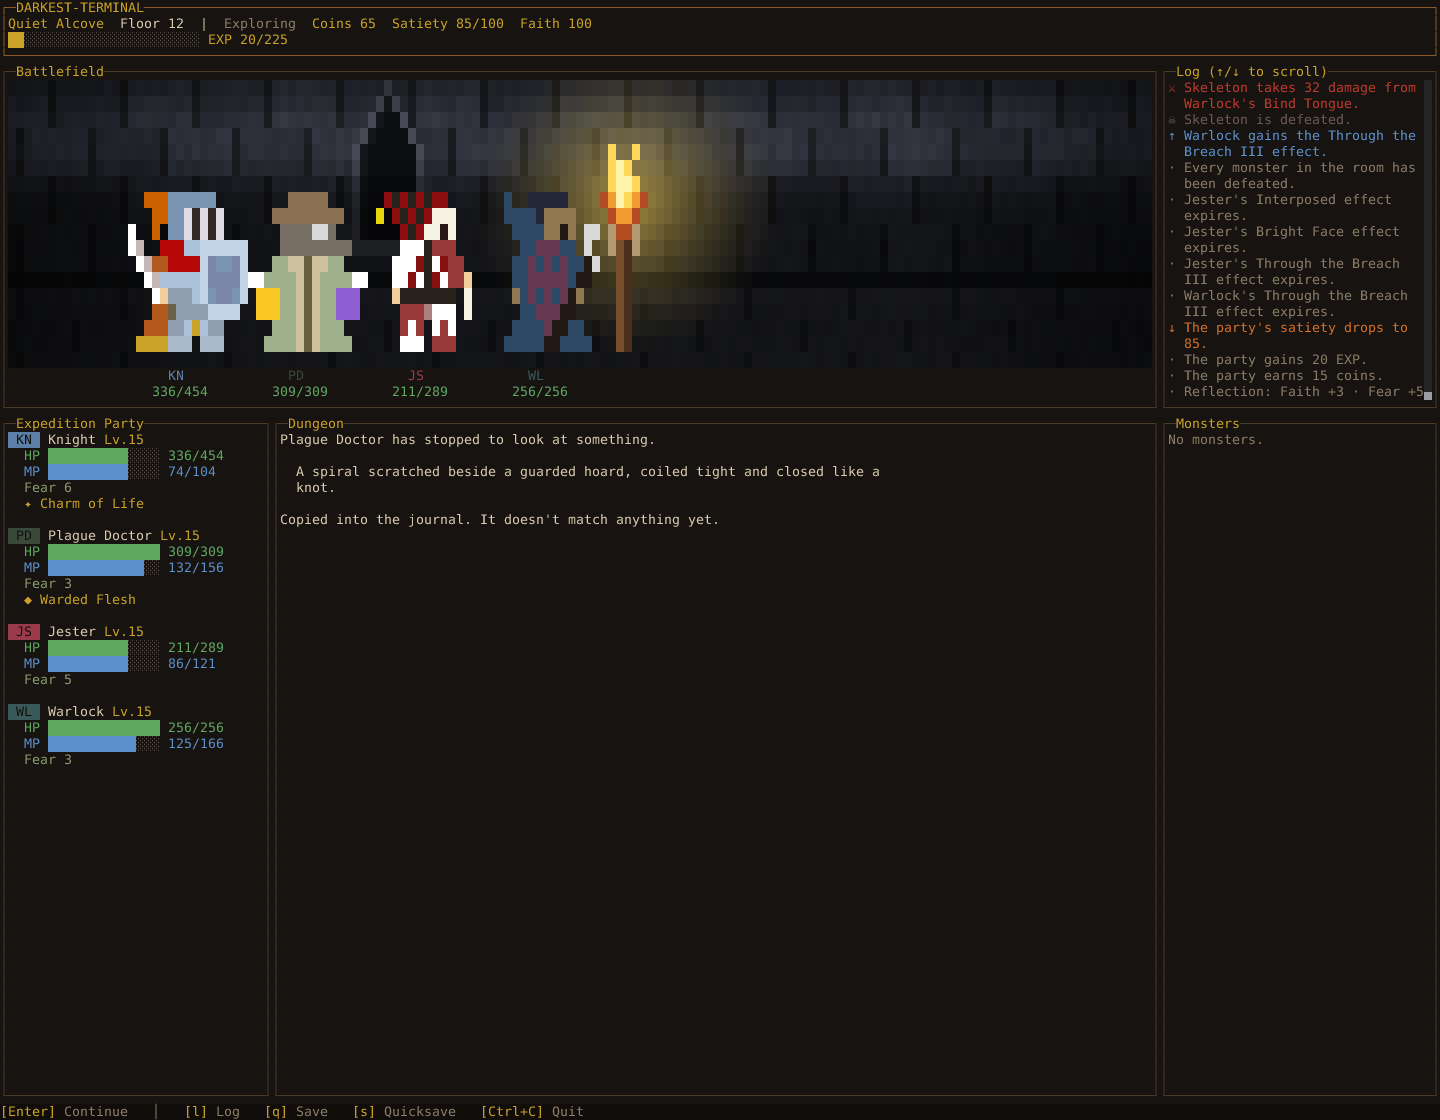 DARKEST-TERMINAL
Quiet Alcove  Floor 12  |  Exploring  Coins 65  Satiety 85/100  Faith 100
EXP 20/225
Battlefield
KN PD JS WL
336/454 309/309 211/289 256/256
Log (↑/↓ to scroll)
⚔ Skeleton takes 32 damage from
Warlock's Bind Tongue.
☠ Skeleton is defeated.
↑ Warlock gains the Through the
Breach III effect.
· Every monster in the room has
been defeated.
· Jester's Interposed effect
expires.
· Jester's Bright Face effect
expires.
· Jester's Through the Breach
III effect expires.
· Warlock's Through the Breach
III effect expires.
↓ The party's satiety drops to
85.
· The party gains 20 EXP.
· The party earns 15 coins.
· Reflection: Faith +3 · Fear +5
Expedition Party
KN Knight Lv.15
HP 336/454
MP 74/104
Fear 6
✦ Charm of Life
PD Plague Doctor Lv.15
HP 309/309
MP 132/156
Fear 3
◆ Warded Flesh
JS Jester Lv.15
HP 211/289
MP 86/121
Fear 5
WL Warlock Lv.15
HP 256/256
MP 125/166
Fear 3
Dungeon
Plague Doctor has stopped to look at something.
A spiral scratched beside a guarded hoard, coiled tight and closed like a
knot.
Copied into the journal. It doesn't match anything yet.
Monsters
No monsters.
[Enter] Continue  |  [l] Log  [q] Save  [s] Quicksave  [Ctrl+C] Quit